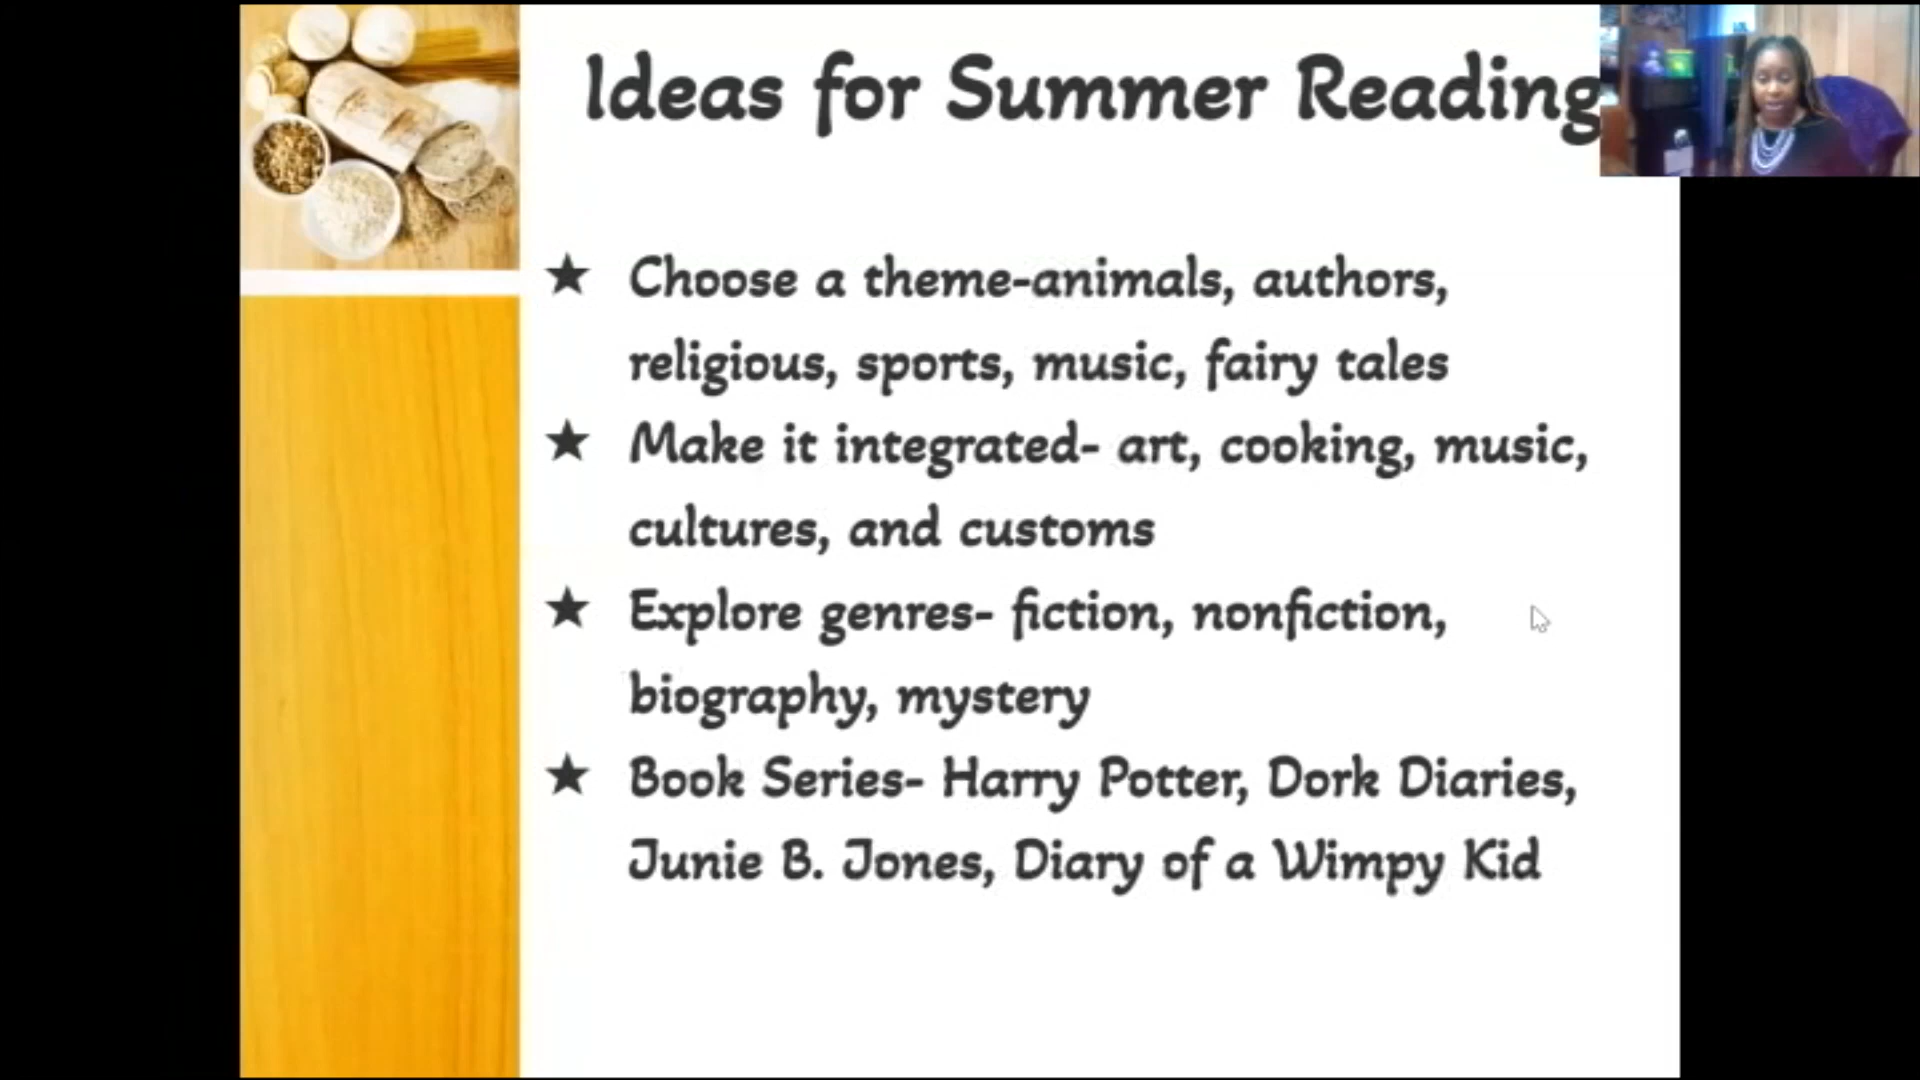 Ideas for Summer Reading
★ Choose a theme-animals, authors,
religious, sports, music, fairy tales
★ Make it integrated- art, cooking, music,
cultures, and customs
★ Explore genres- fiction, nonfiction,
biography, mystery
★ Book Series- Harry Potter, Dork Diaries,
Junie B. Jones, Diary of a Wimpy Kid